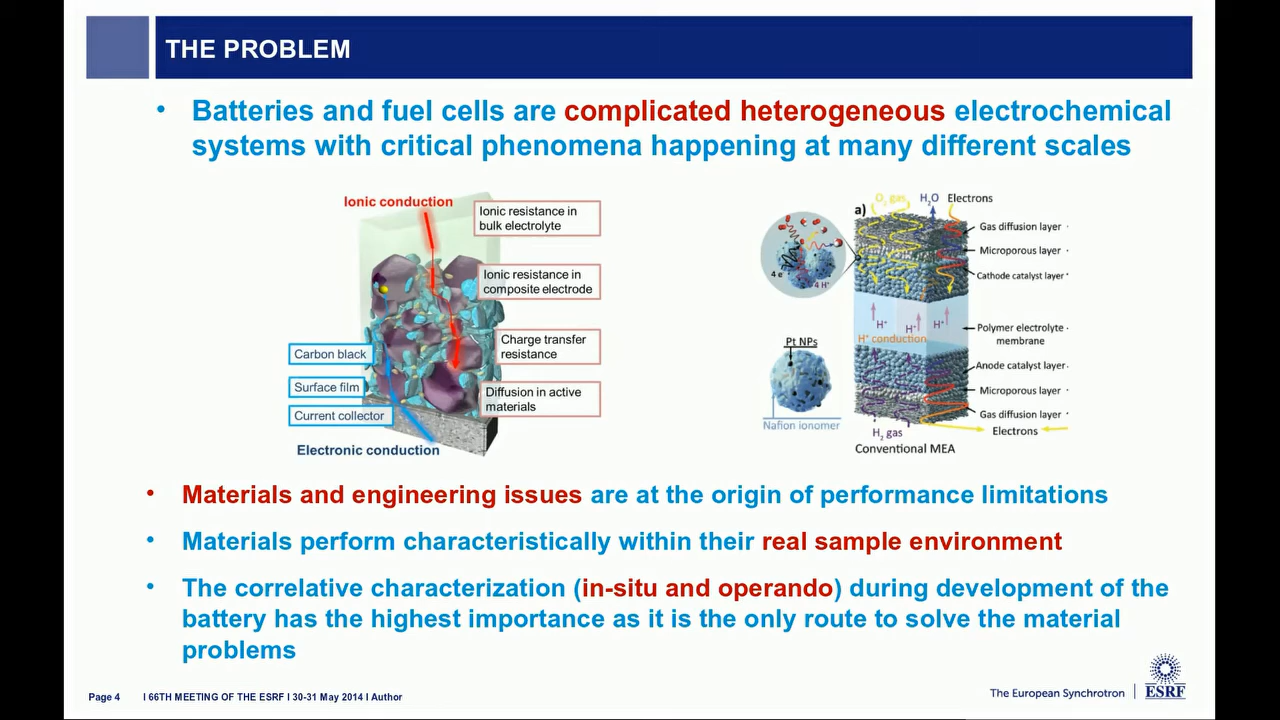 THE PROBLEM
• Batteries and fuel cells are complicated heterogeneous electrochemical
systems with critical phenomena happening at many different scales
Ionic conduction
Ionic resistance in
bulk electrolyte
Ionic resistance in
composite electrode
Charge transfer
resistance
Diffusion in active
materials
Carbon black
Surface film
Current collector
Electronic conduction
a)
O2 gas
H2O
Electrons
Gas diffusion layer
Microporous layer
Cathode catalyst layer
4 e-
4 H+
H+
H+
H+
H+ conduction
Polymer electrolyte
membrane
Pt NPs
Nafion ionomer
Anode catalyst layer
Microporous layer
Gas diffusion layer
H2 gas
Electrons
Conventional MEA
• Materials and engineering issues are at the origin of performance limitations
• Materials perform characteristically within their real sample environment
• The correlative characterization (in-situ and operando) during development of the
battery has the highest importance as it is the only route to solve the material
problems
Page 4 l 66TH MEETING OF THE ESRF l 30-31 May 2014 l Author
The European Synchrotron | ESRF